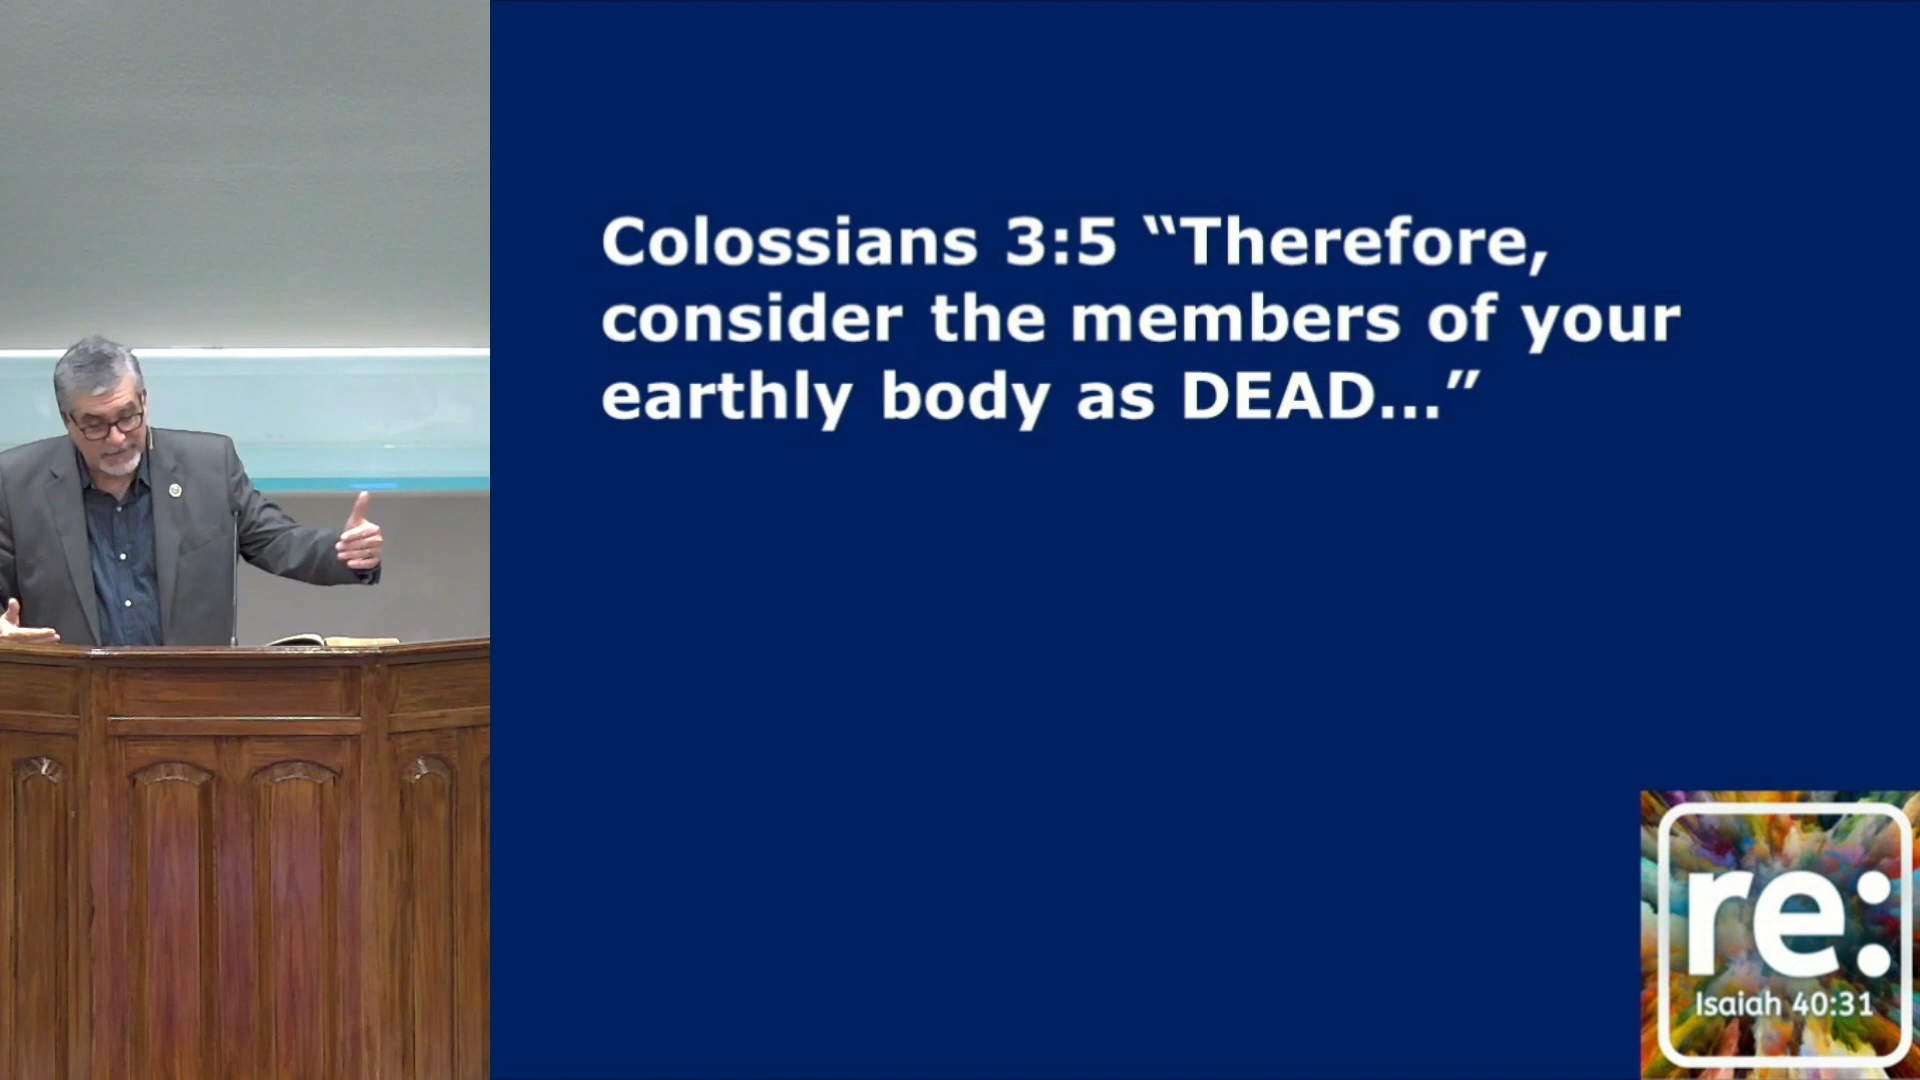 Colossians 3:5 “Therefore,
consider the members of your
earthly body as DEAD...”
re:
Isaiah 40:31